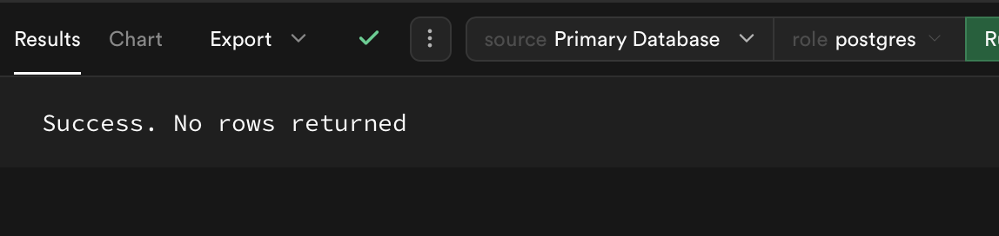 Results Chart Export source Primary Database role postgres
Success. No rows returned